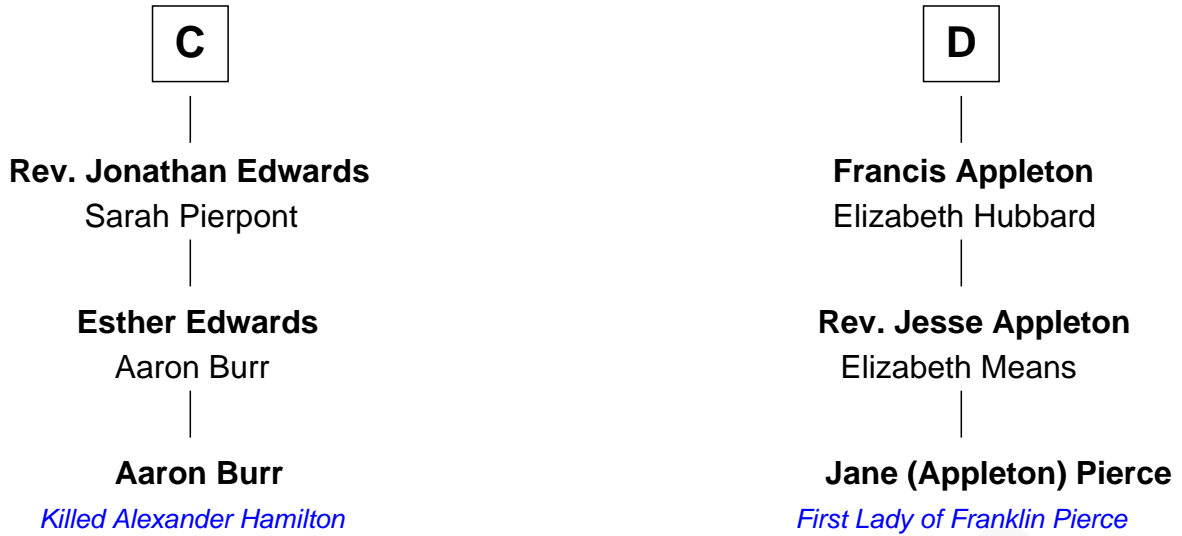 C
Rev. Jonathan Edwards
Sarah Pierpont
Esther Edwards
Aaron Burr
Aaron Burr
Killed Alexander Hamilton
D
Francis Appleton
Elizabeth Hubbard
Rev. Jesse Appleton
Elizabeth Means
Jane (Appleton) Pierce
First Lady of Franklin Pierce